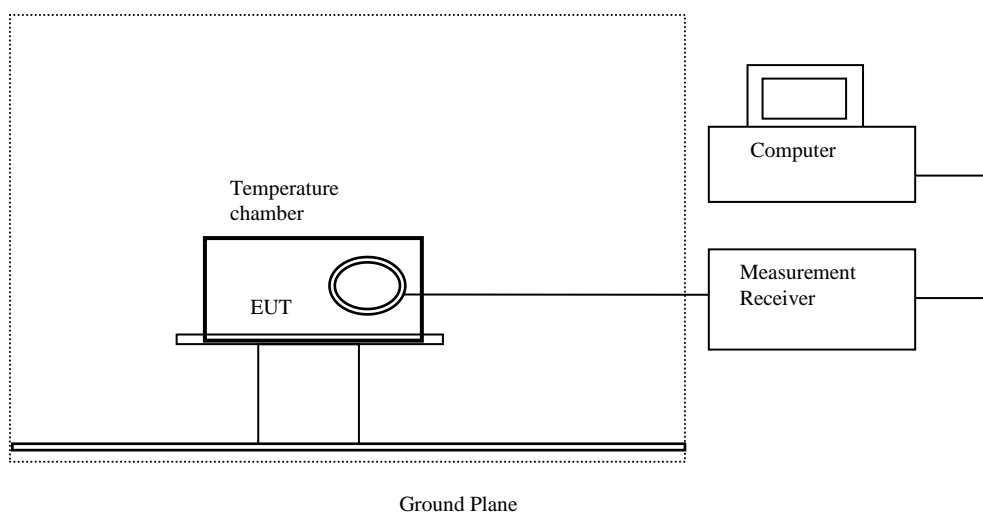 Computer
Temperature
chamber
Measurement
Receiver
EUT
Ground Plane